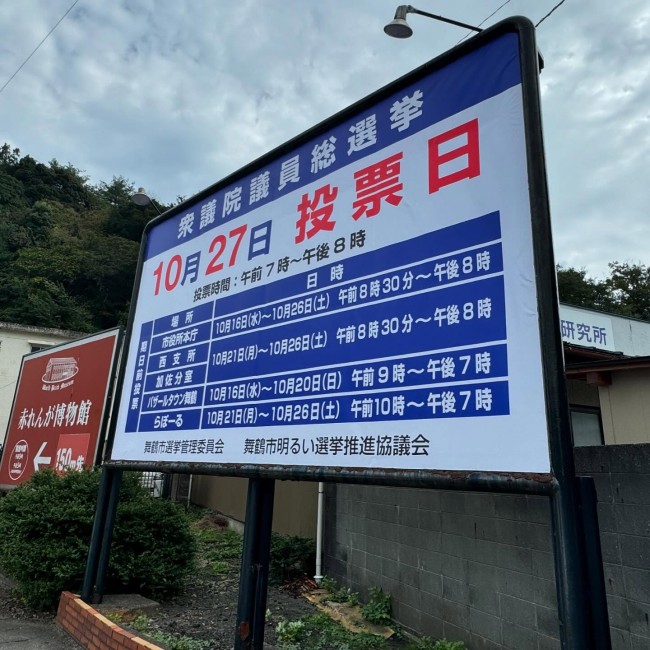 衆議院議員総選挙
10月27日 投票日
投票時間：午前7時～午後8時
期日前投票
場所 日時
市役所本庁 10月16日(水)～10月26日(土) 午前8時30分～午後8時
西支所 10月21日(月)～10月26日(土) 午前8時30分～午後8時
加佐分室
バザールタウン舞鶴 10月16日(水)～10月20日(日) 午前9時～午後7時
らぽーる 10月21日(月)～10月26日(土) 午前10時～午後7時
舞鶴市選挙管理委員会 舞鶴市明るい選挙推進協議会
赤れんが博物館
150m先
研究所